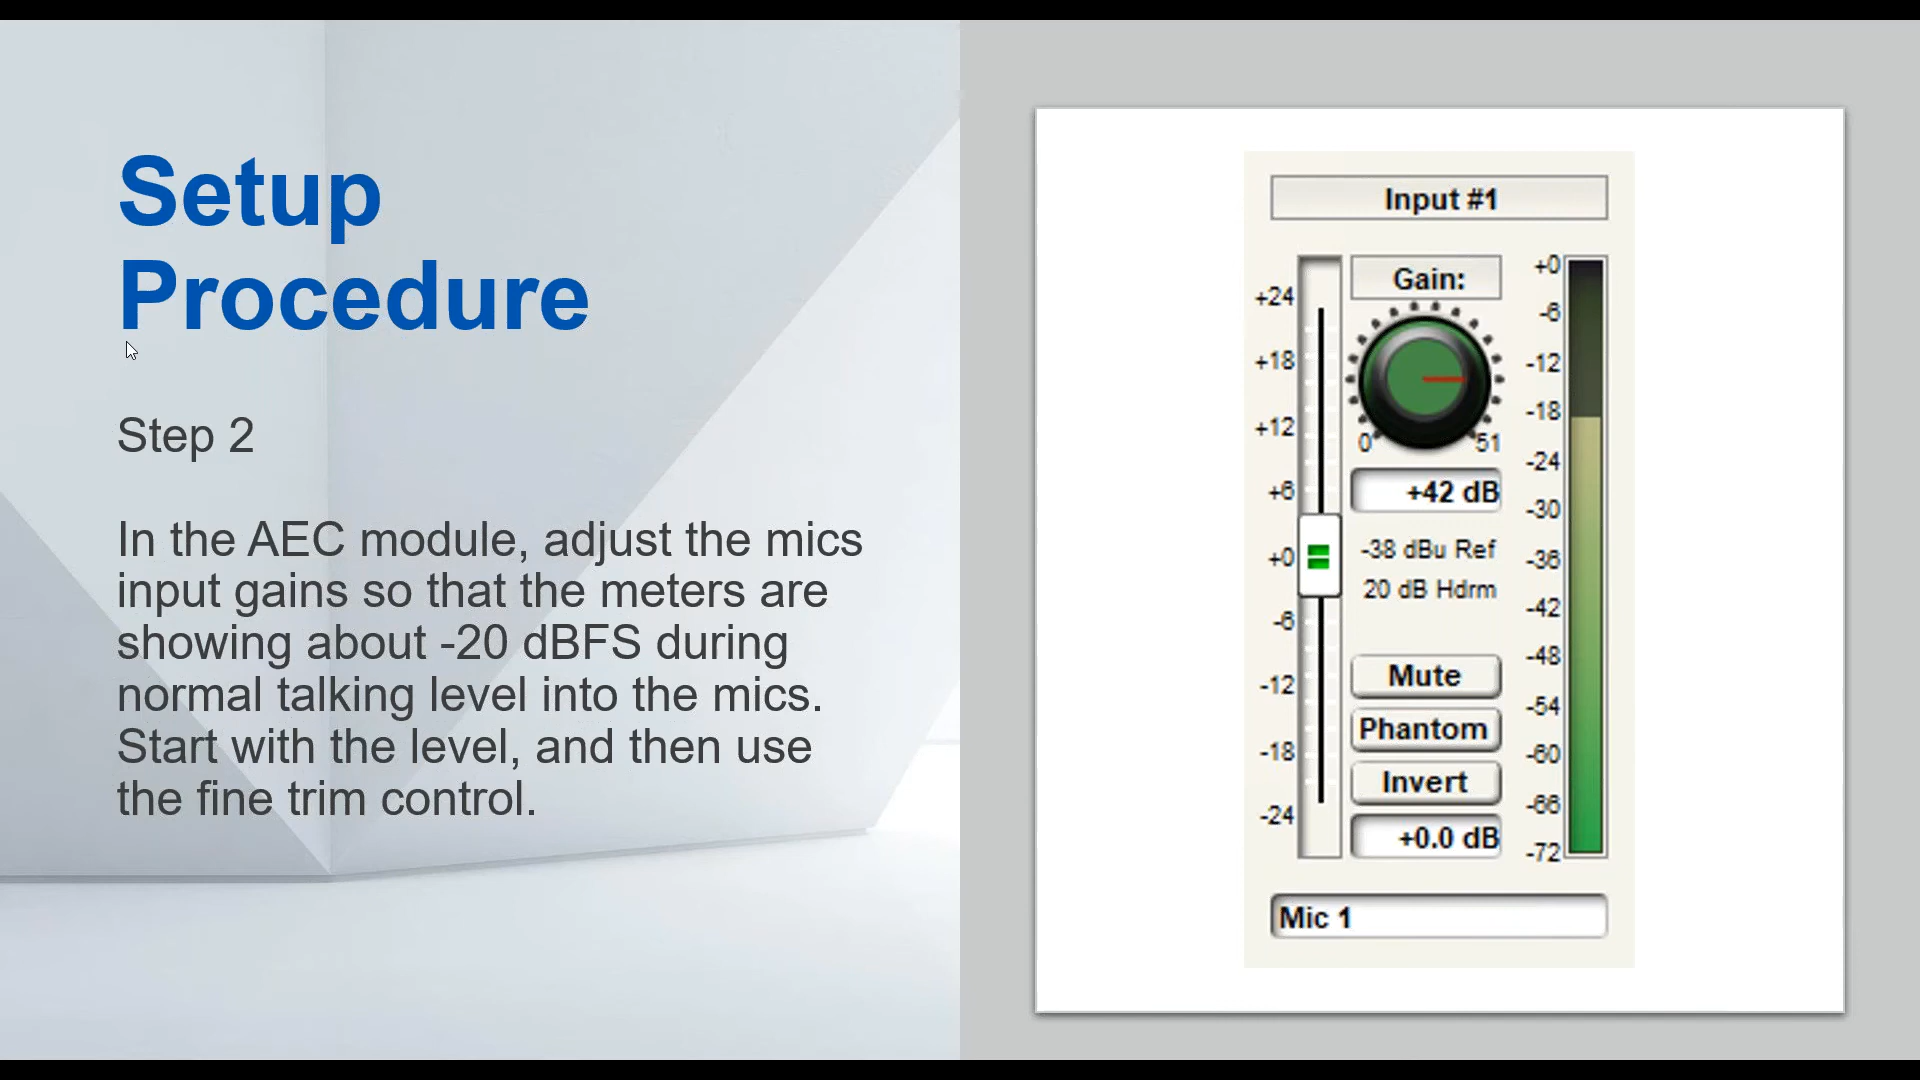 Setup
Procedure
Step 2
In the AEC module, adjust the mics
input gains so that the meters are
showing about -20 dBFS during
normal talking level into the mics.
Start with the level, and then use
the fine trim control.
Input #1
+24
+18
+12
+6
+0
-6
-12
-18
-24
Gain:
0 51
+42 dB
-38 dBu Ref
20 dB Hdrm
Mute
Phantom
Invert
+0.0 dB
+0
-6
-12
-18
-24
-30
-36
-42
-48
-54
-60
-66
-72
Mic 1